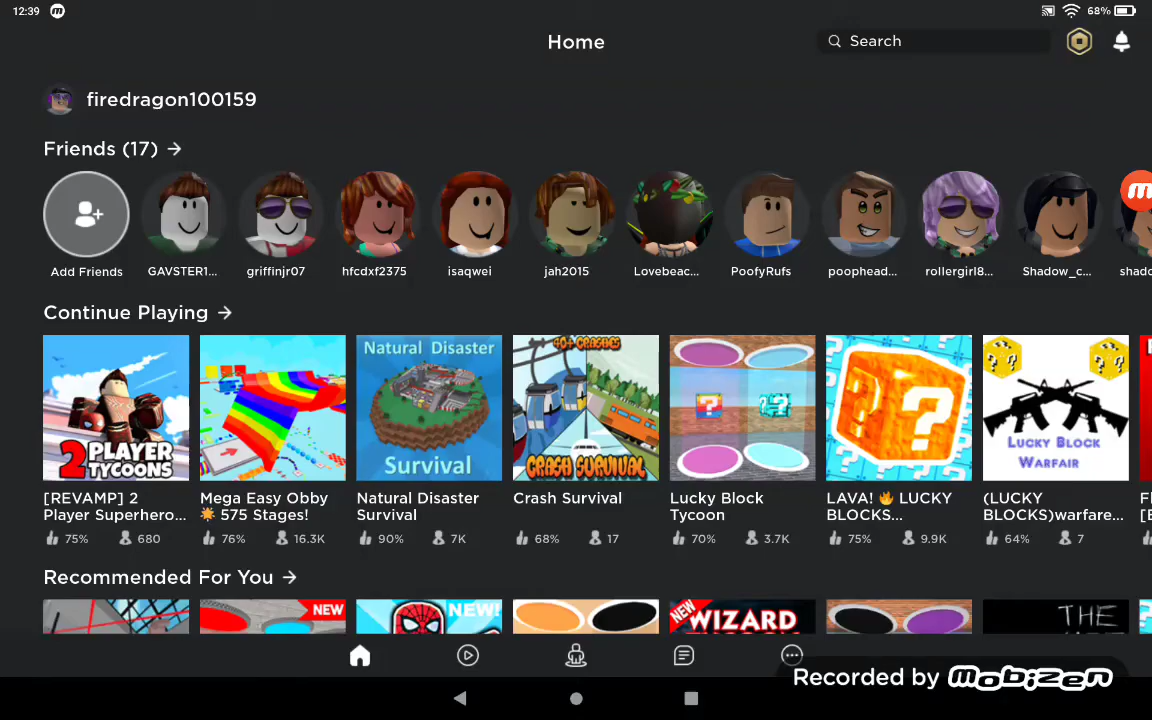 12:39
68%
Home
Search
firedragon100159
Friends (17) →
Add Friends
GAVSTER1...
griffinjr07
hfcdxf2375
isaqwei
jah2015
Lovebeac...
PoofyRufs
poophead...
rollergirl8...
Shadow_c...
shado
Continue Playing →
2 PLAYER
TYCOONS
Natural Disaster
Survival
40+ CRASHES
CRASH SURVIVAL
LUCKY BLOCK
WARFAIR
[REVAMP] 2
Player Superhero...
75% 680
Mega Easy Obby
☀️ 575 Stages!
76% 16.3K
Natural Disaster
Survival
90% 7K
Crash Survival
68% 17
Lucky Block
Tycoon
70% 3.7K
LAVA! 🔥 LUCKY
BLOCKS...
75% 9.9K
(LUCKY
BLOCKS)warfare...
64% 7
Recommended For You →
NEW
NEW!
NEW
WIZARD
THE
Recorded by mobizen